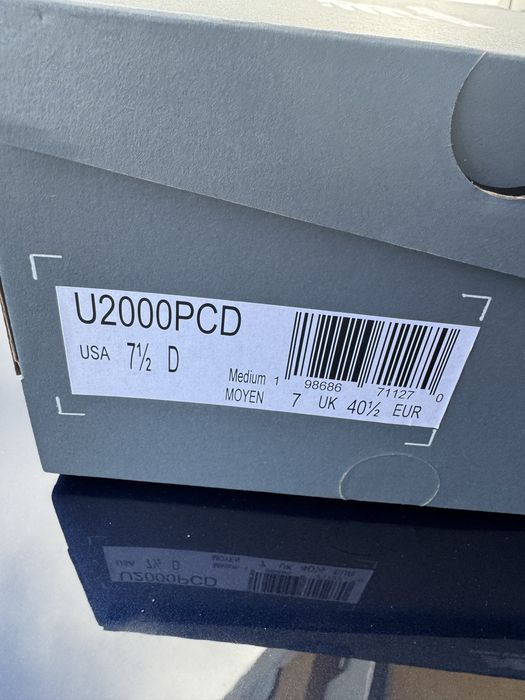 U2000PCD
USA 7½ D
Medium
MOYEN
1 98686 71127 0
7 UK 40½ EUR